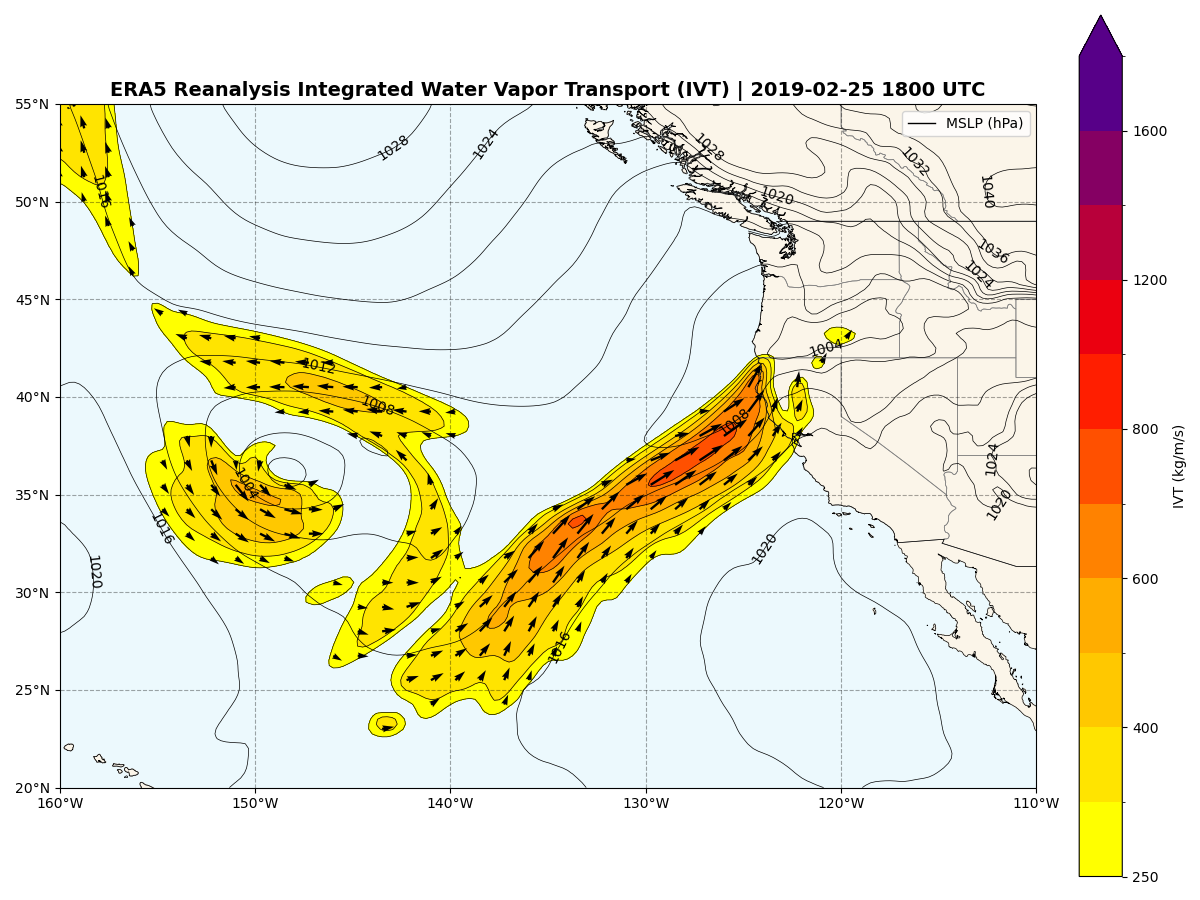 ERA5 Reanalysis Integrated Water Vapor Transport (IVT) | 2019-02-25 1800 UTC
MSLP (hPa)
55°N
50°N
45°N
40°N
35°N
30°N
25°N
20°N
160°W
150°W
140°W
130°W
120°W
110°W
1028
1024
1028
1020
1032
1040
1036
1024
1016
1012
1008
1004
1004
1008
1016
1020
1016
1020
1024
1020
1600
1200
800
600
400
250
IVT (kg/m/s)